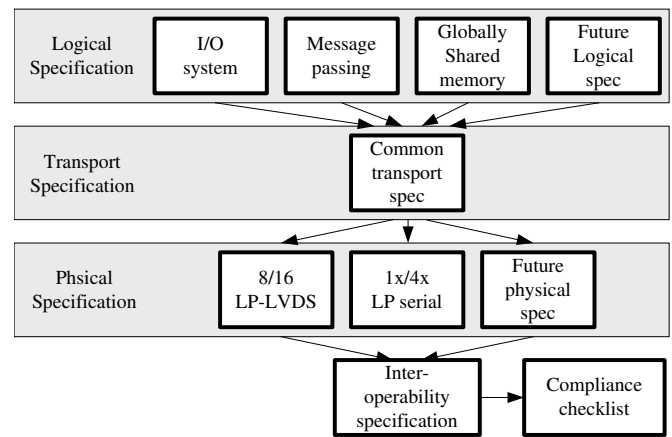 Logical
Specification
I/O
system
Message
passing
Globally
Shared
memory
Future
Logical
spec
Transport
Specification
Common
transport
spec
Phsical
Specification
8/16
LP-LVDS
1x/4x
LP serial
Future
physical
spec
Inter-
operability
specification
Compliance
checklist